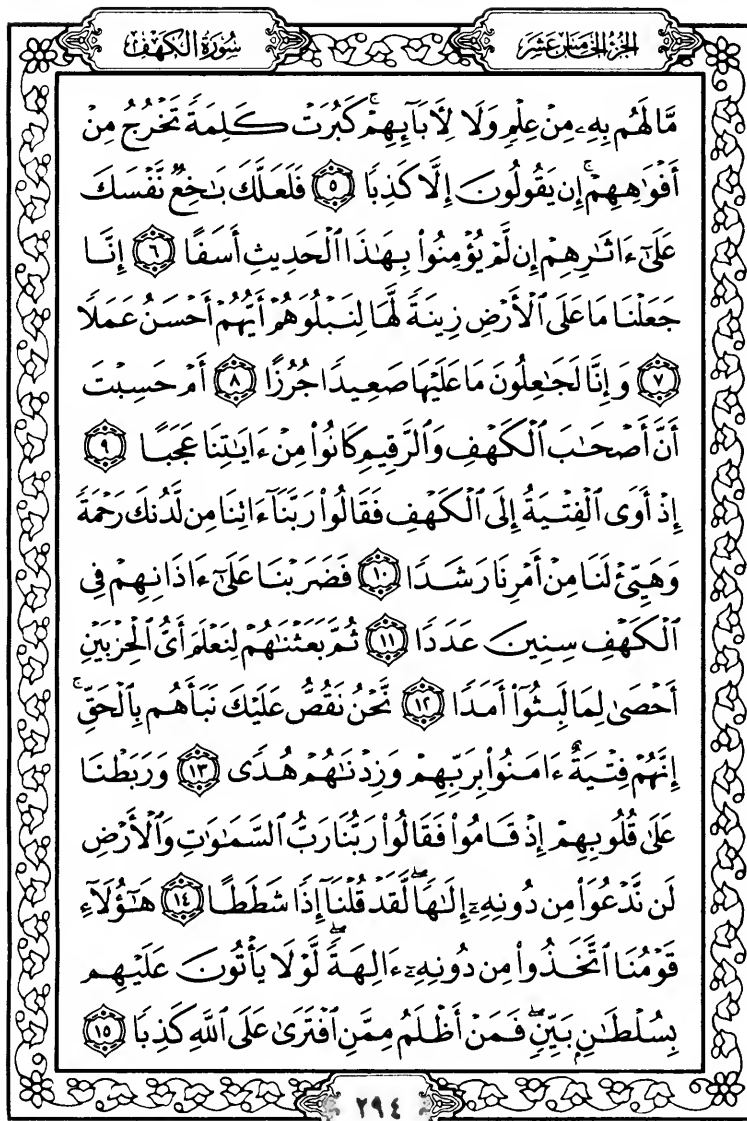 الجزء الخامس عشر
سورة الكهف
مَّا لَهُم بِهِۦ مِنْ عِلْمٍ وَلَا لِأَبَآئِهِمْۚ كَبُرَتْ كَلِمَةً تَخْرُجُ مِنْ
أَفْوَٰهِهِمْۚ إِن يَقُولُونَ إِلَّا كَذِبًا ۝٥ فَلَعَلَّكَ بَٰخِعٌ نَّفْسَكَ
عَلَىٰٓ ءَاثَٰرِهِمْ إِن لَّمْ يُؤْمِنُوا۟ بِهَٰذَا ٱلْحَدِيثِ أَسَفًا ۝٦ إِنَّا
جَعَلْنَا مَا عَلَى ٱلْأَرْضِ زِينَةً لَّهَا لِنَبْلُوَهُمْ أَيُّهُمْ أَحْسَنُ عَمَلًا
۝٧ وَإِنَّا لَجَٰعِلُونَ مَا عَلَيْهَا صَعِيدًا جُرُزًا ۝٨ أَمْ حَسِبْتَ
أَنَّ أَصْحَٰبَ ٱلْكَهْفِ وَٱلرَّقِيمِ كَانُوا۟ مِنْ ءَايَٰتِنَا عَجَبًا ۝٩
إِذْ أَوَى ٱلْفِتْيَةُ إِلَى ٱلْكَهْفِ فَقَالُوا۟ رَبَّنَآ ءَاتِنَا مِن لَّدُنكَ رَحْمَةً
وَهَيِّئْ لَنَا مِنْ أَمْرِنَا رَشَدًا ۝١٠ فَضَرَبْنَا عَلَىٰٓ ءَاذَانِهِمْ فِى
ٱلْكَهْفِ سِنِينَ عَدَدًا ۝١١ ثُمَّ بَعَثْنَٰهُمْ لِنَعْلَمَ أَىُّ ٱلْحِزْبَيْنِ
أَحْصَىٰ لِمَا لَبِثُوٓا۟ أَمَدًا ۝١٢ نَّحْنُ نَقُصُّ عَلَيْكَ نَبَأَهُم بِٱلْحَقِّۚ
إِنَّهُمْ فِتْيَةٌ ءَامَنُوا۟ بِرَبِّهِمْ وَزِدْنَٰهُمْ هُدًى ۝١٣ وَرَبَطْنَا
عَلَىٰ قُلُوبِهِمْ إِذْ قَامُوا۟ فَقَالُوا۟ رَبُّنَا رَبُّ ٱلسَّمَٰوَٰتِ وَٱلْأَرْضِ
لَن نَّدْعُوَا۟ مِن دُونِهِۦٓ إِلَٰهًاۖ لَّقَدْ قُلْنَآ إِذًا شَطَطًا ۝١٤ هَٰٓؤُلَآءِ
قَوْمُنَا ٱتَّخَذُوا۟ مِن دُونِهِۦٓ ءَالِهَةًۖ لَّوْلَا يَأْتُونَ عَلَيْهِم
بِسُلْطَٰنٍۭ بَيِّنٍۖ فَمَنْ أَظْلَمُ مِمَّنِ ٱفْتَرَىٰ عَلَى ٱللَّهِ كَذِبًا ۝١٥
٢٩٤